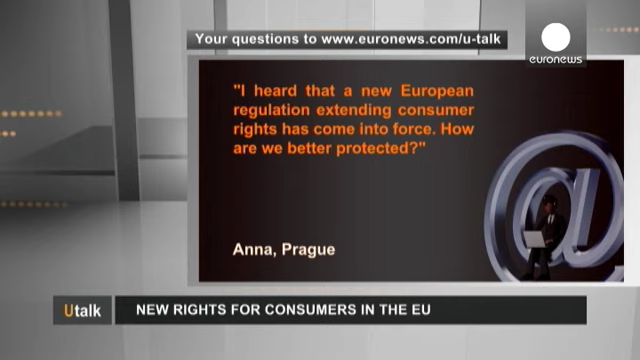 Your questions to www.euronews.com/u-talk
euronews
"I heard that a new European
regulation extending consumer
rights has come into force. How
are we better protected?"
Anna, Prague
Utalk
NEW RIGHTS FOR CONSUMERS IN THE EU